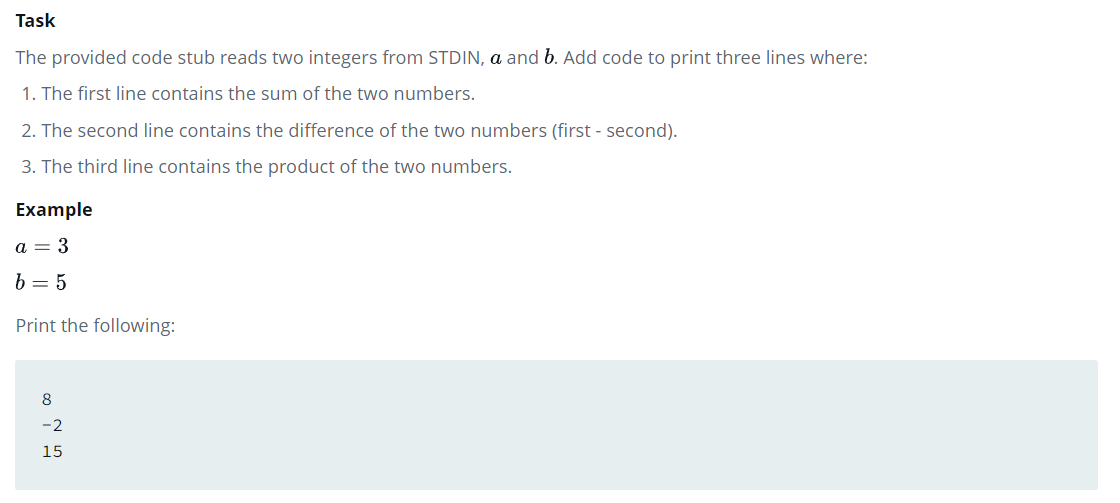 Task
The provided code stub reads two integers from STDIN, a and b. Add code to print three lines where:
1. The first line contains the sum of the two numbers.
2. The second line contains the difference of the two numbers (first - second).
3. The third line contains the product of the two numbers.
Example
a = 3
b = 5
Print the following:
8
-2
15